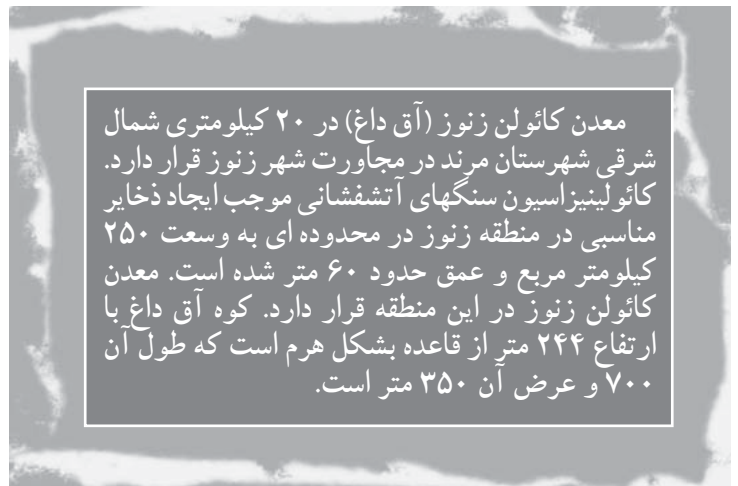 معدن کائولن زنوز (آق داغ) در ۲۰ کیلومتری شمال
شرقی شهرستان مرند در مجاورت شهر زنوز قرار دارد.
کائولینیزاسیون سنگهای آتشفشانی موجب ایجاد ذخایر
مناسبی در منطقه زنوز در محدوده ای به وسعت ۲۵۰
کیلومتر مربع و عمق حدود ۶۰ متر شده است. معدن
کائولن زنوز در این منطقه قرار دارد. کوه آق داغ با
ارتفاع ۲۴۴ متر از قاعده بشکل هرم است که طول آن
۷۰۰ و عرض آن ۳۵۰ متر است.